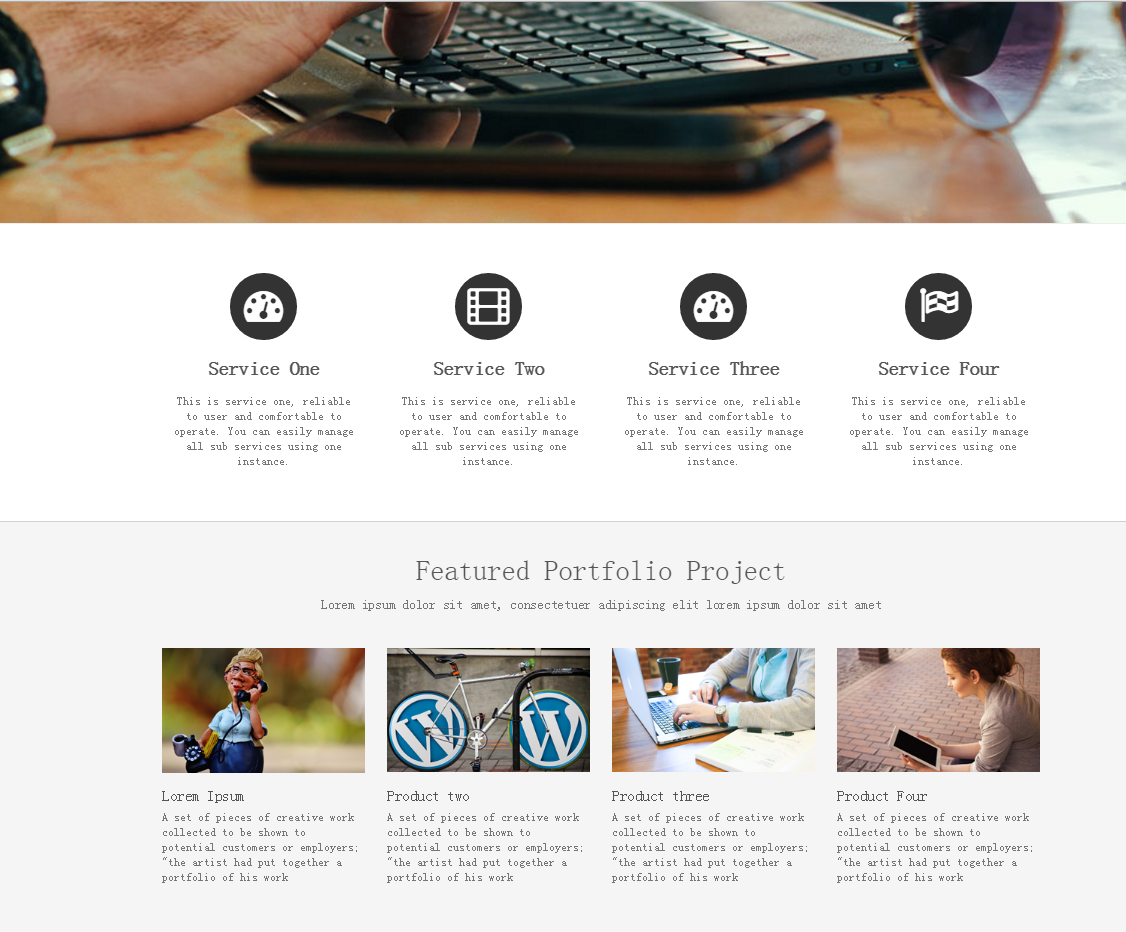 Service One
This is service one, reliable
to user and comfortable to
operate. You can easily manage
all sub services using one
instance.
Service Two
This is service one, reliable
to user and comfortable to
operate. You can easily manage
all sub services using one
instance.
Service Three
This is service one, reliable
to user and comfortable to
operate. You can easily manage
all sub services using one
instance.
Service Four
This is service one, reliable
to user and comfortable to
operate. You can easily manage
all sub services using one
instance.
Featured Portfolio Project
Lorem ipsum dolor sit amet, consectetuer adipiscing elit lorem ipsum dolor sit amet
Lorem Ipsum
A set of pieces of creative work
collected to be shown to
potential customers or employers;
"the artist had put together a
portfolio of his work
Product two
A set of pieces of creative work
collected to be shown to
potential customers or employers;
"the artist had put together a
portfolio of his work
Product three
A set of pieces of creative work
collected to be shown to
potential customers or employers;
"the artist had put together a
portfolio of his work
Product Four
A set of pieces of creative work
collected to be shown to
potential customers or employers;
"the artist had put together a
portfolio of his work